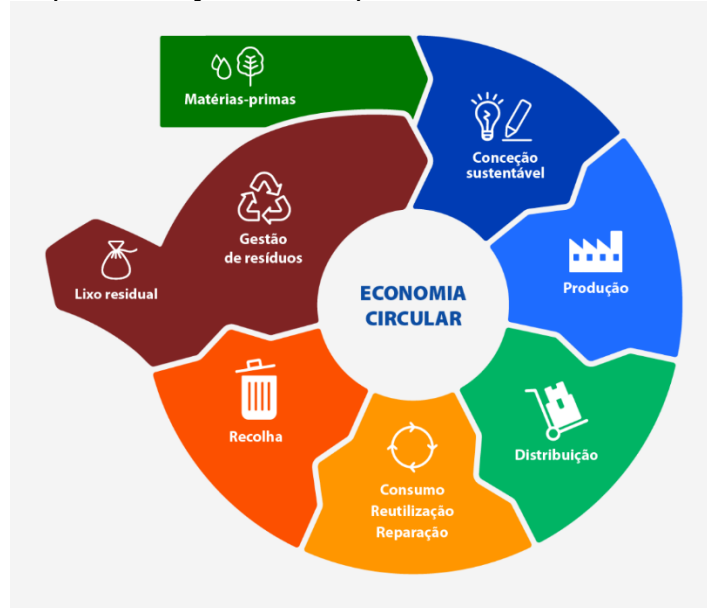 Matérias-primas
Conceção
sustentável
Produção
Distribuição
Consumo
Reutilização
Reparação
Recolha
Gestão
de resíduos
Lixo residual
ECONOMIA
CIRCULAR